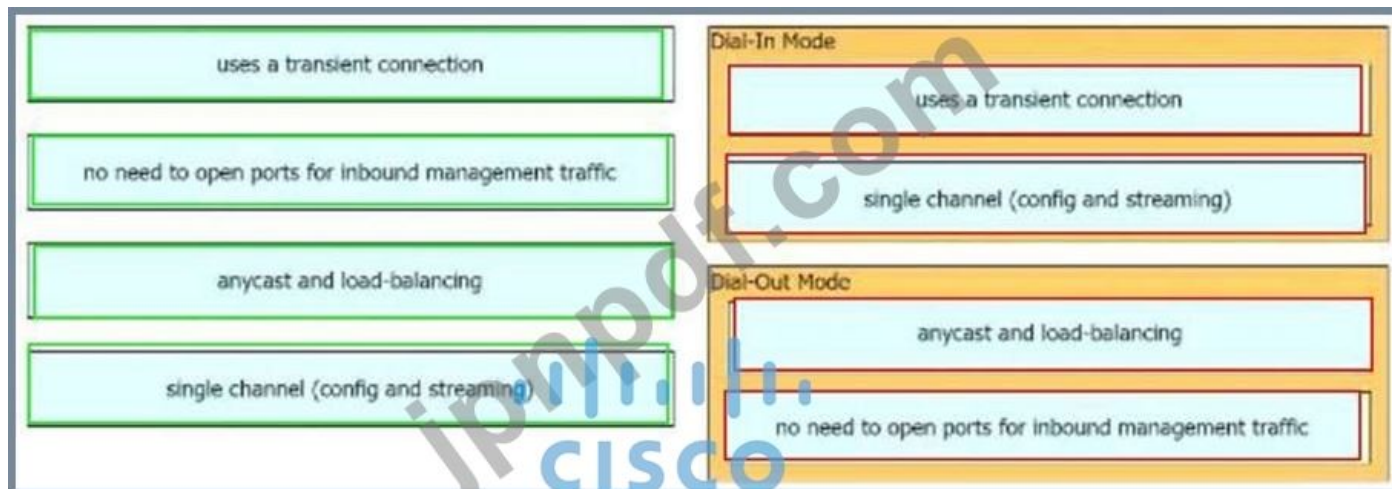 uses a transient connection
no need to open ports for inbound management traffic
anycast and load-balancing
single channel (config and streaming)
Dial-In Mode
uses a transient connection
single channel (config and streaming)
Dial-Out Mode
anycast and load-balancing
no need to open ports for inbound management traffic
jpnpdf.com
CISCO